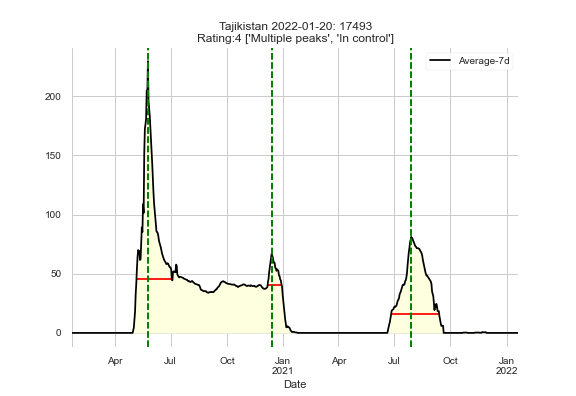 Tajikistan 2022-01-20: 17493
Rating:4 ['Multiple peaks', 'In control']
Average-7d
200
150
100
50
0
Apr Jul Oct Jan Apr Jul Oct Jan
2021 2022
Date